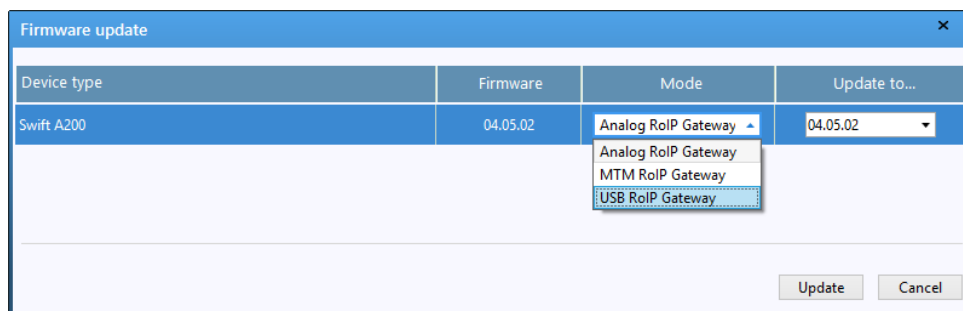 Firmware update
Device type Firmware Mode Update to...
Swift A200 04.05.02 Analog RoIP Gateway 04.05.02
Analog RoIP Gateway
MTM RoIP Gateway
USB RoIP Gateway
Update Cancel